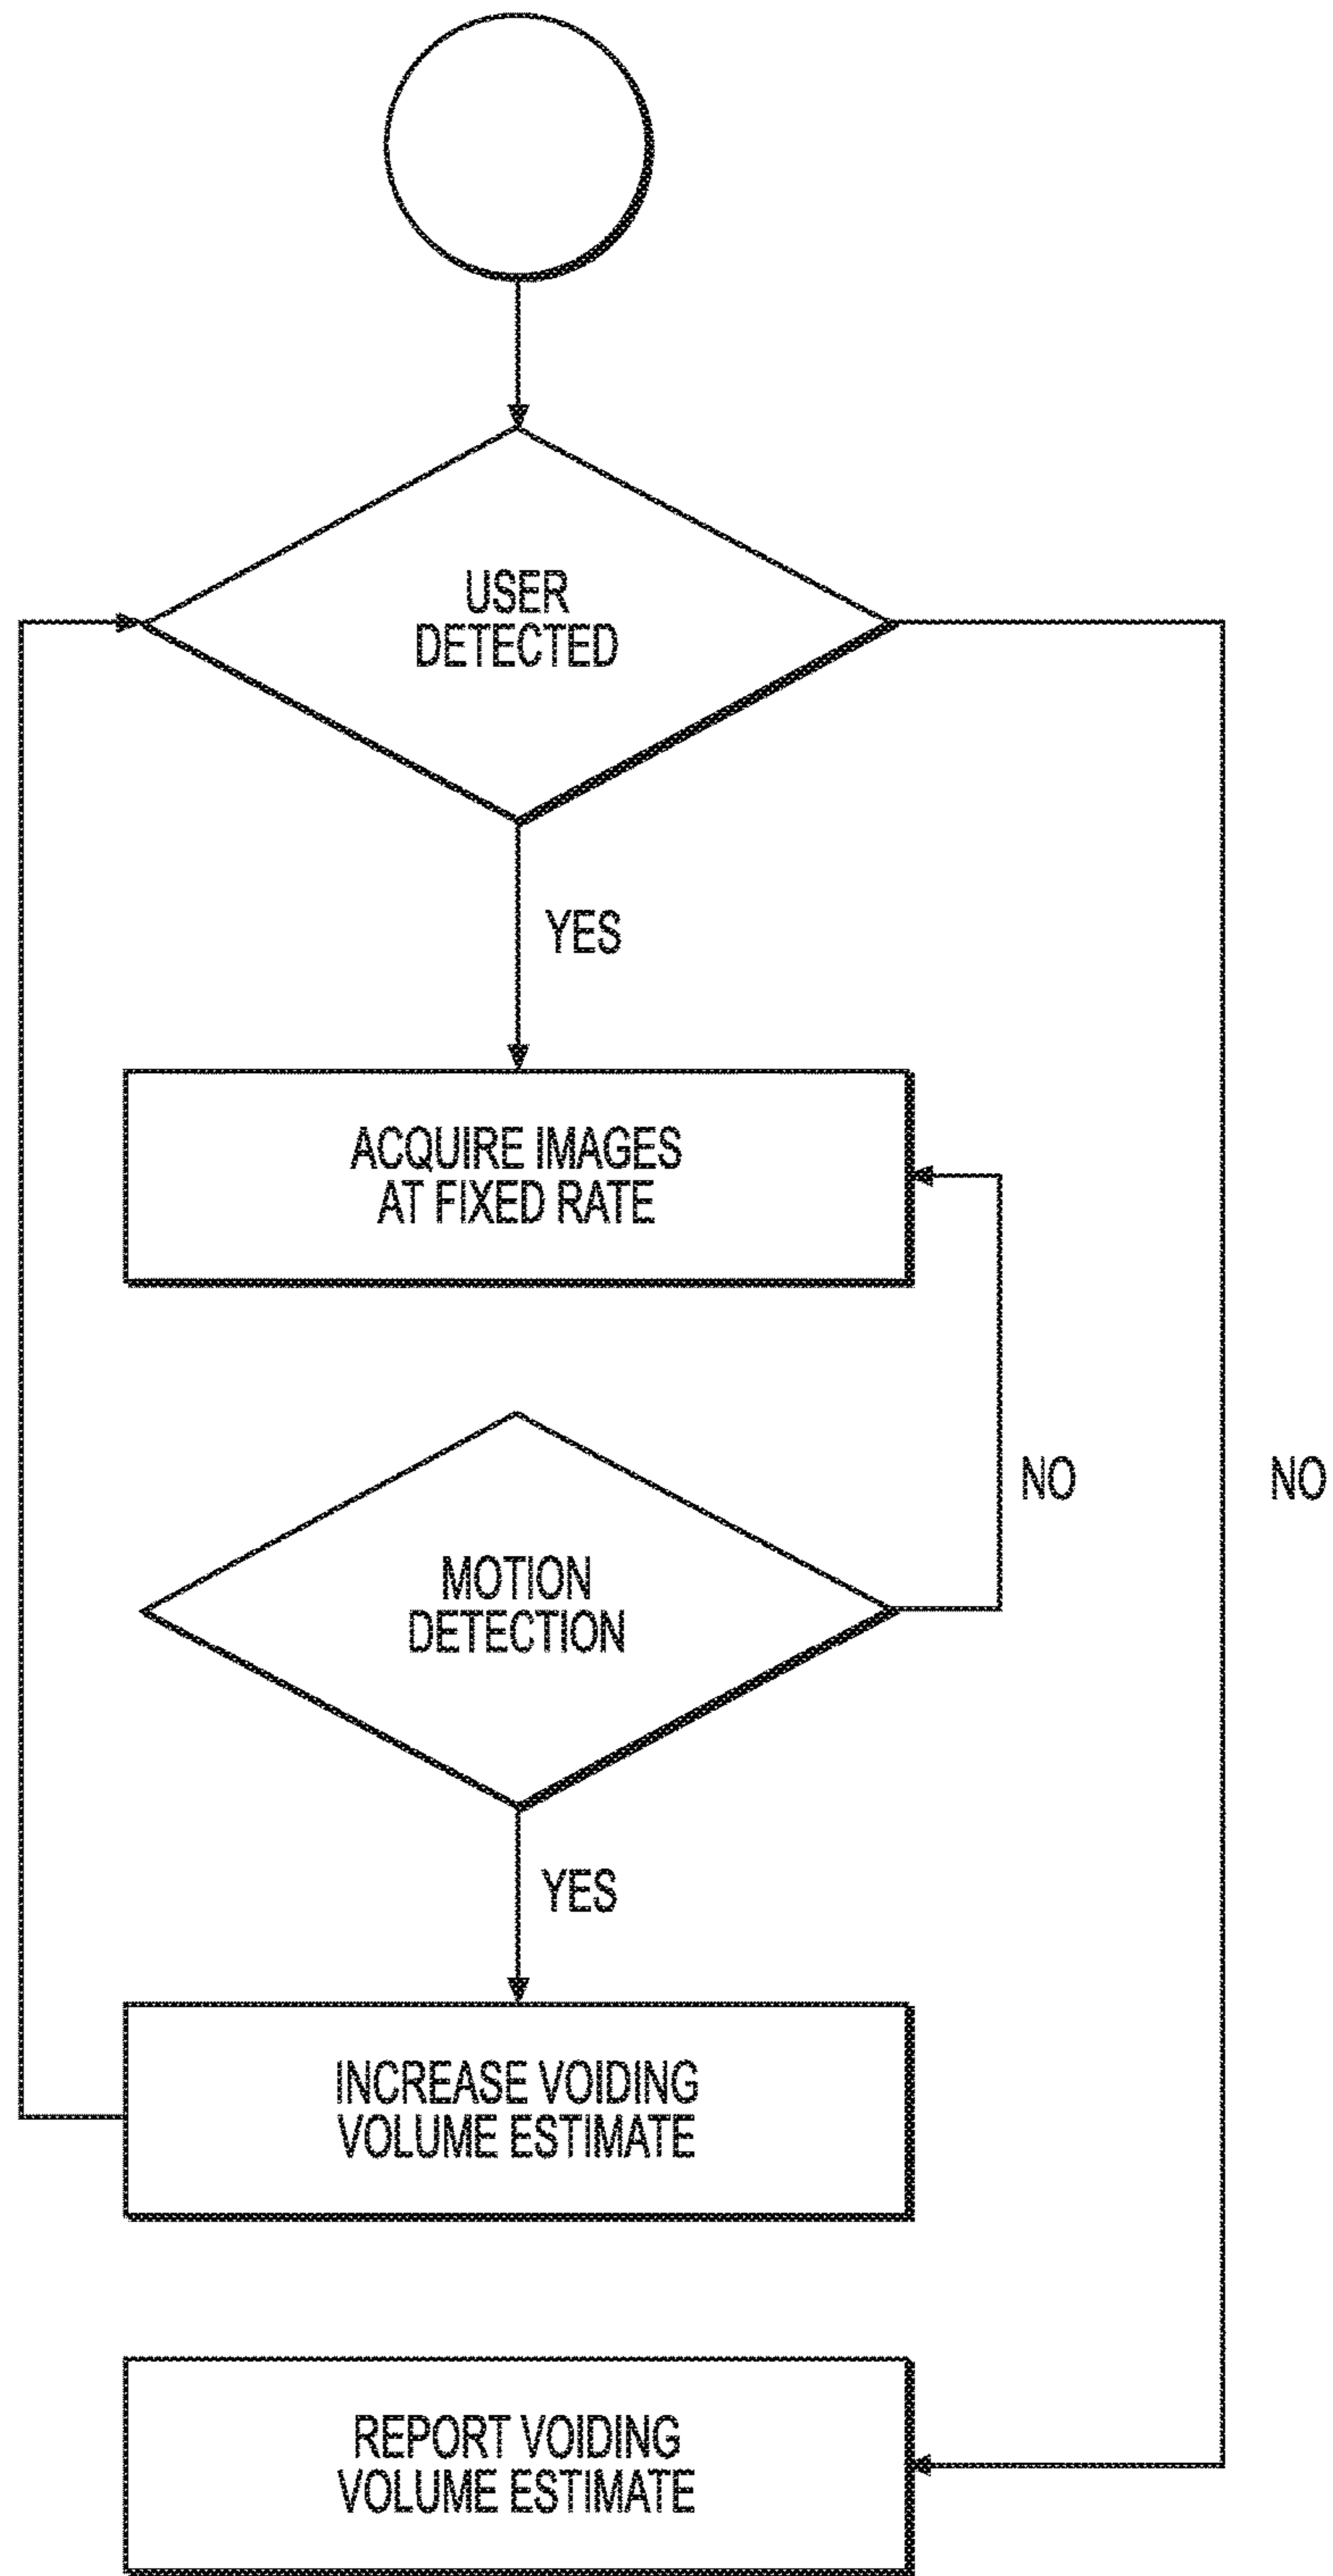 USER
DETECTED
YES
ACQUIRE IMAGES
AT FIXED RATE
NO
NO
MOTION
DETECTION
YES
INCREASE VOIDING
VOLUME ESTIMATE
REPORT VOIDING
VOLUME ESTIMATE